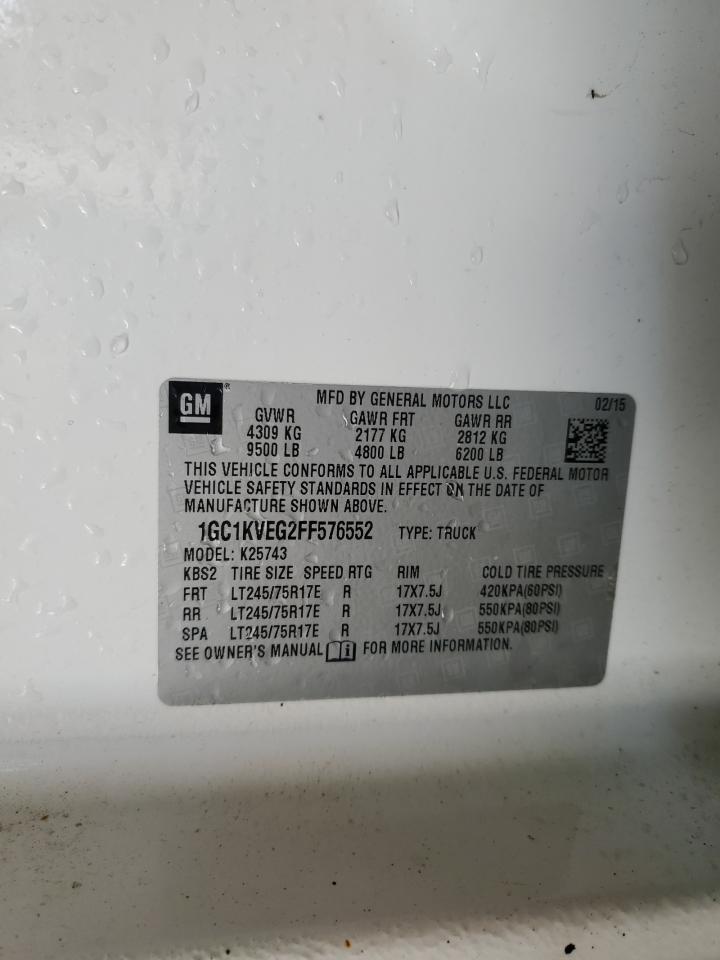 GM®
MFD BY GENERAL MOTORS LLC 02/15
GVWR GAWR FRT GAWR RR
4309 KG 2177 KG 2812 KG
9500 LB 4800 LB 6200 LB
THIS VEHICLE CONFORMS TO ALL APPLICABLE U.S. FEDERAL MOTOR
VEHICLE SAFETY STANDARDS IN EFFECT ON THE DATE OF
MANUFACTURE SHOWN ABOVE.
1GC1KVEG2FF576552 TYPE: TRUCK
MODEL: K25743
KBS2 TIRE SIZE SPEED RTG RIM COLD TIRE PRESSURE
FRT LT245/75R17E R 17X7.5J 420KPA(60PSI)
RR LT245/75R17E R 17X7.5J 550KPA(80PSI)
SPA LT245/75R17E R 17X7.5J 550KPA(80PSI)
SEE OWNER'S MANUAL i FOR MORE INFORMATION.